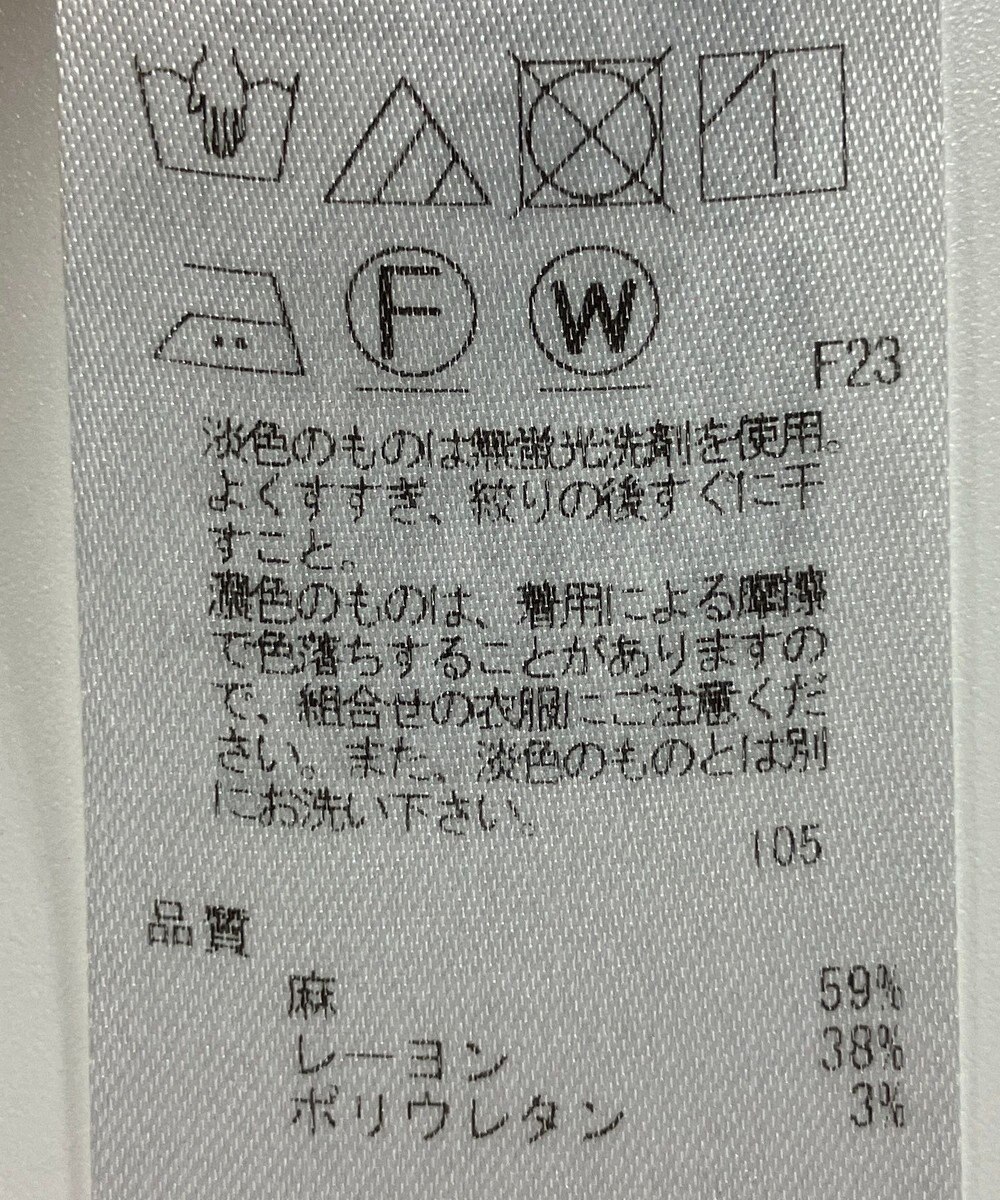 F W
F23
淡色のものは無蛍光洗剤を使用。
よくすすぎ、絞りの後すぐに干
すこと。
濃色のものは、着用による摩擦
で色落ちすることがありますの
で、組合せの衣服にご注意くだ
さい。また、淡色のものとは別
にお洗い下さい。
105
品質
麻 59%
レーヨン 38%
ポリウレタン 3%